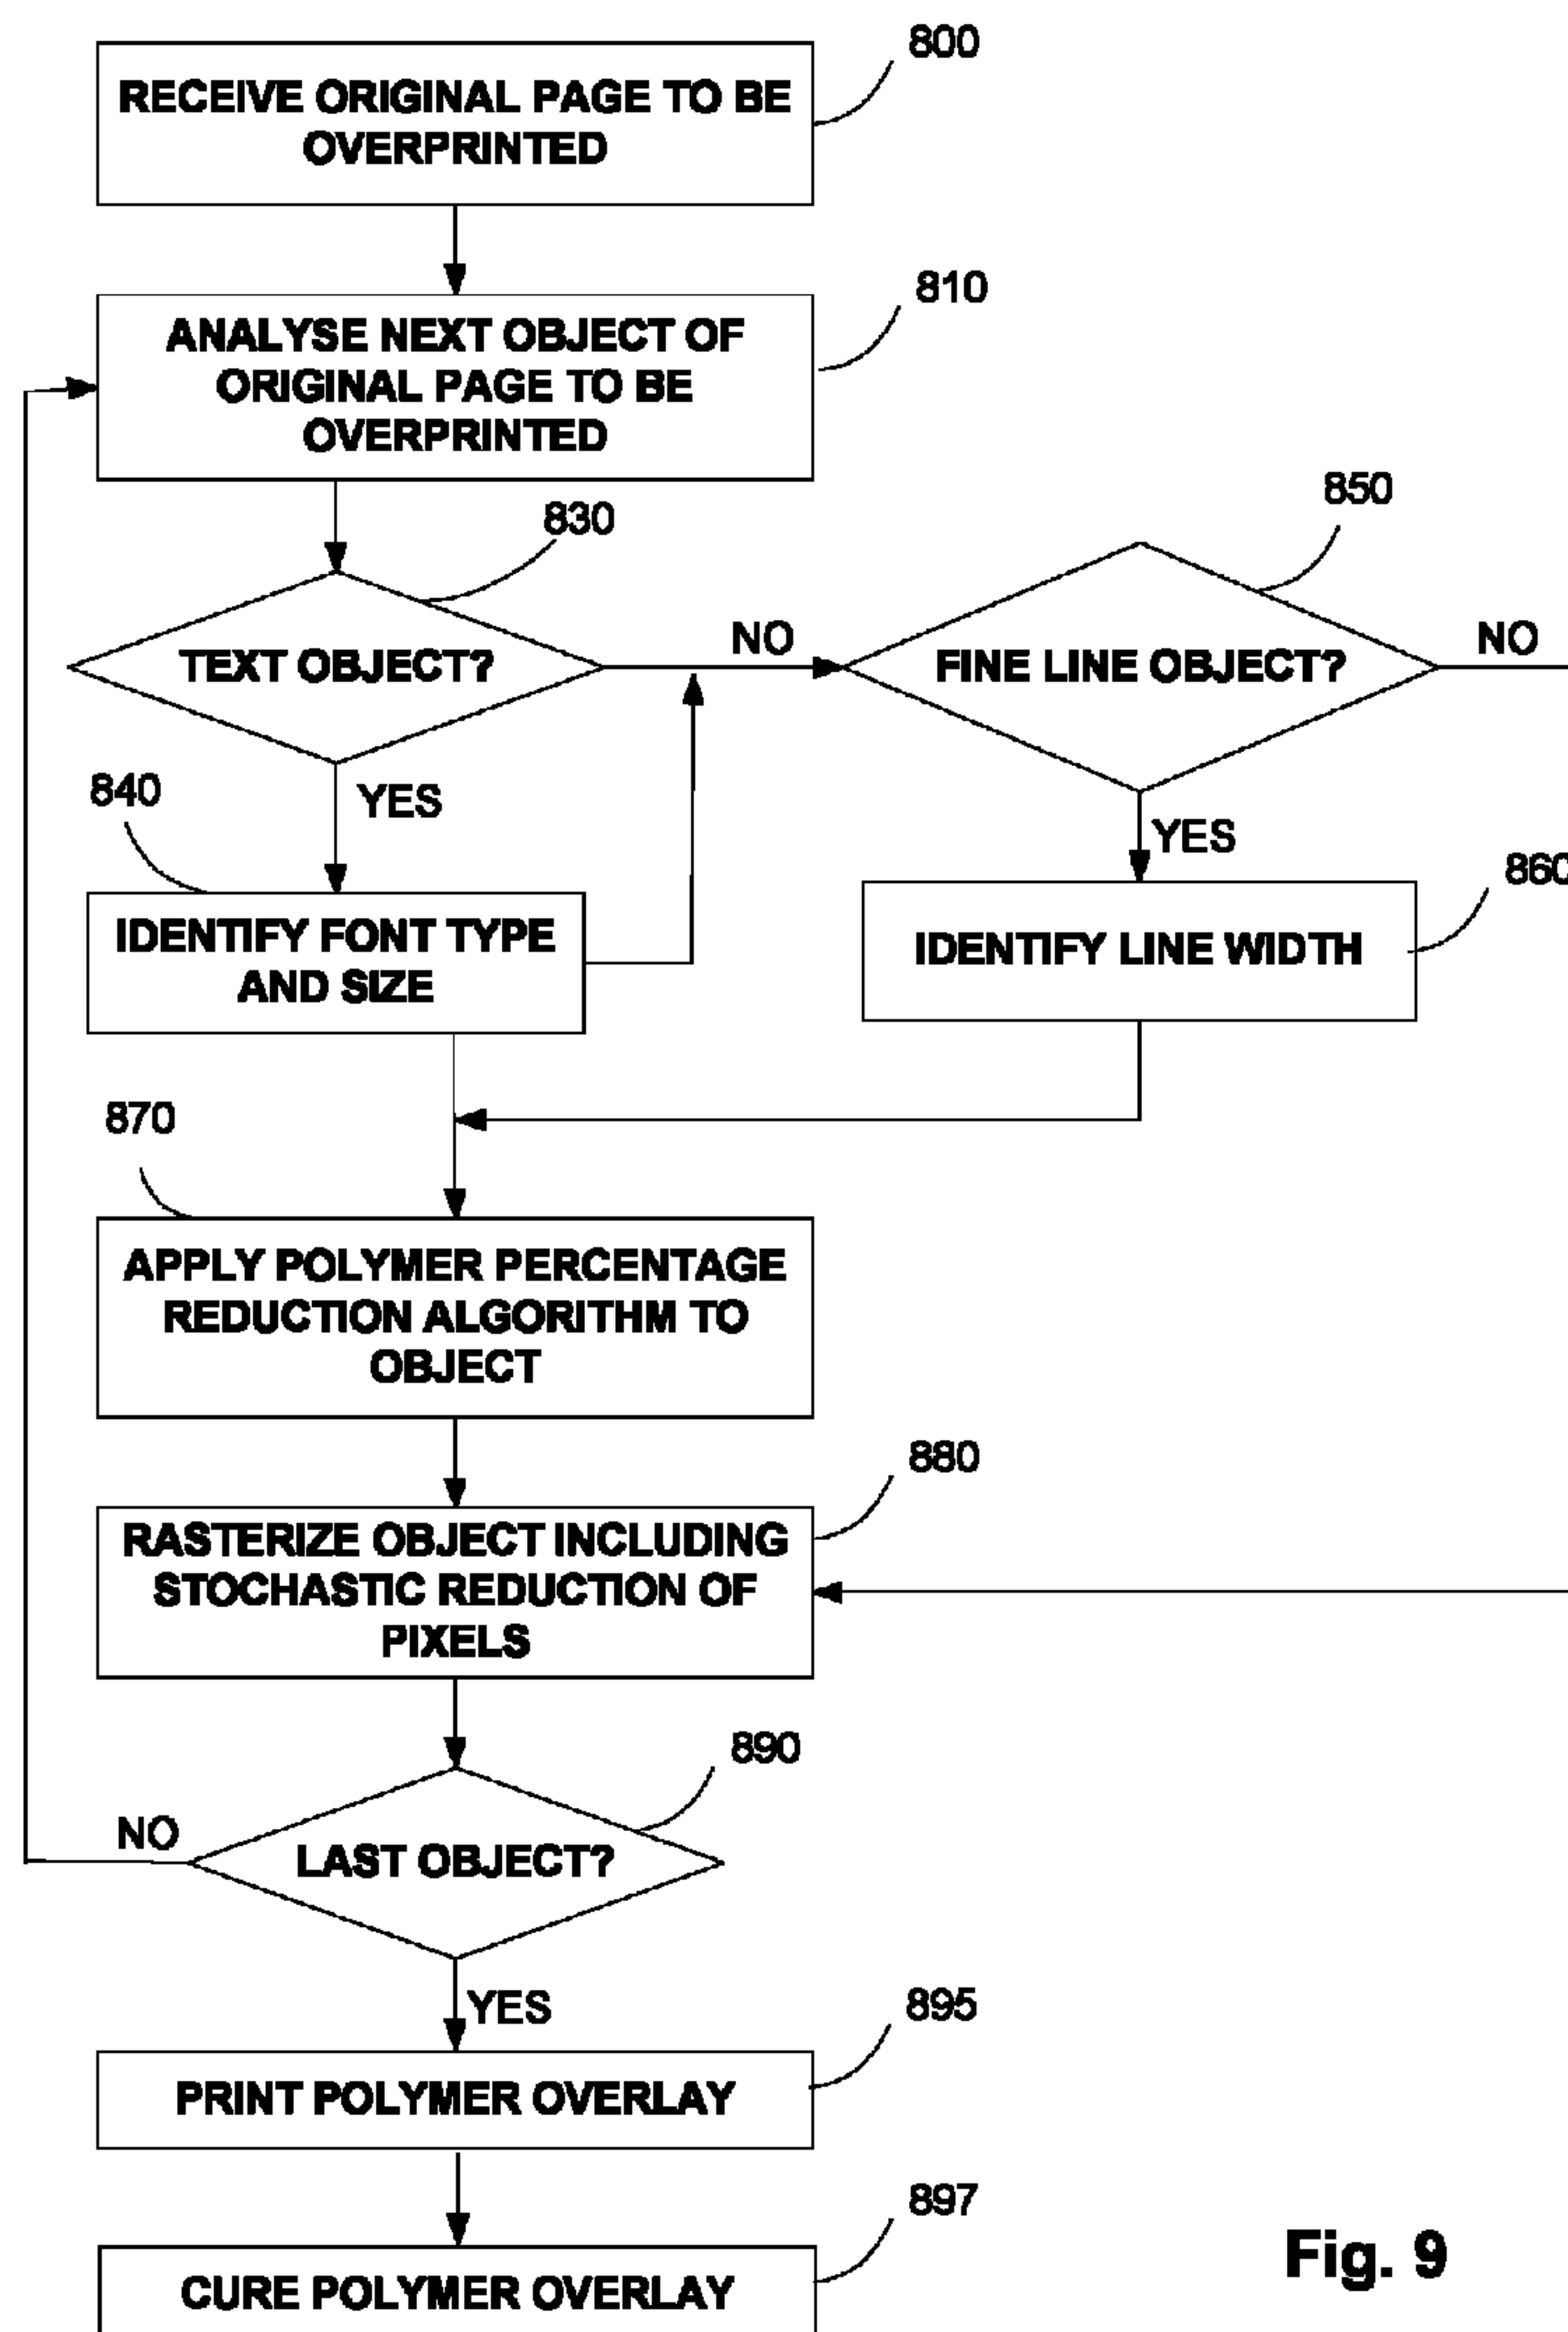 800
RECEIVE ORIGINAL PAGE TO BE
OVERPRINTED
810
ANALYSE NEXT OBJECT OF
ORIGINAL PAGE TO BE
OVERPRINTED
830
850
TEXT OBJECT?
NO
FINE LINE OBJECT?
NO
840
YES
YES
860
IDENTIFY FONT TYPE
AND SIZE
IDENTIFY LINE WIDTH
870
APPLY POLYMER PERCENTAGE
REDUCTION ALGORITHM TO
OBJECT
880
RASTERIZE OBJECT INCLUDING
STOCHASTIC REDUCTION OF
PIXELS
890
NO
LAST OBJECT?
YES
895
PRINT POLYMER OVERLAY
897
CURE POLYMER OVERLAY
Fig. 9